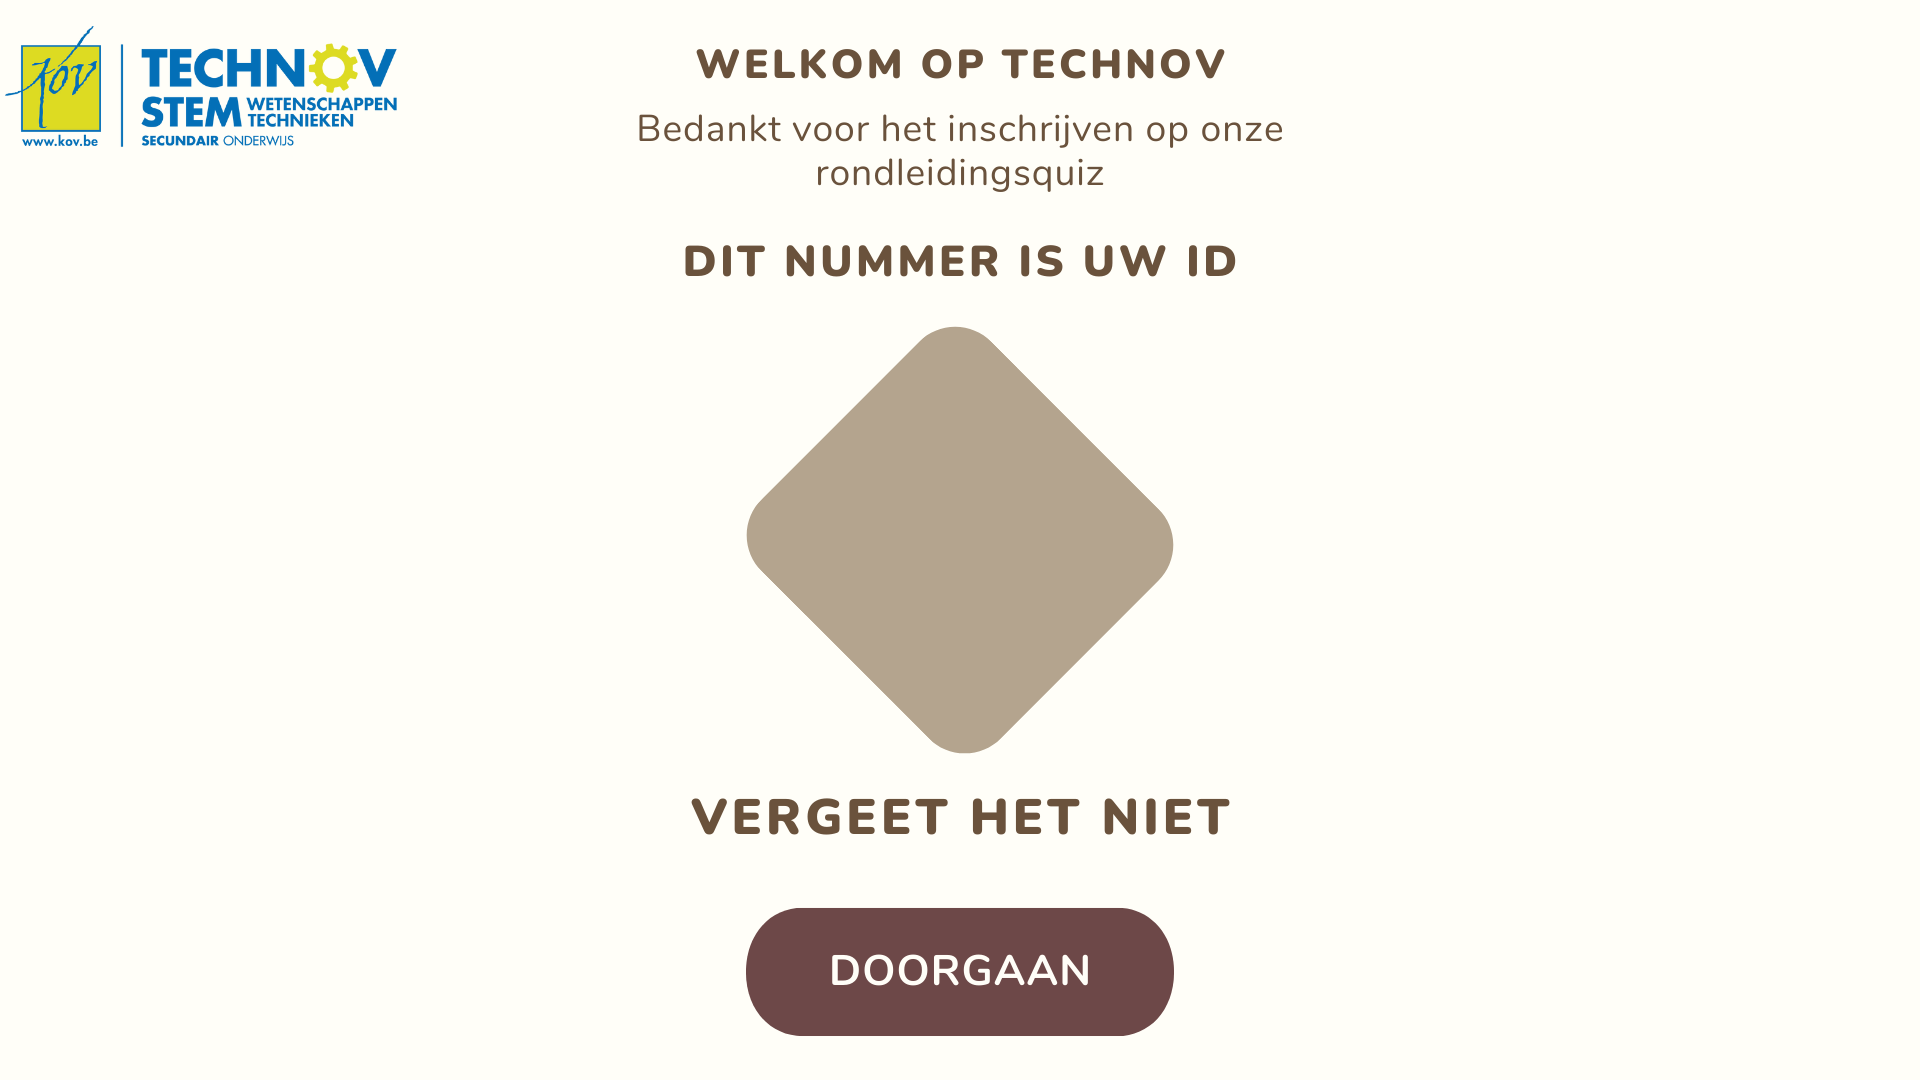 kov
www.kov.be
TECHNOV
STEM WETENSCHAPPEN
TECHNIEKEN
SECUNDAIR ONDERWIJS
WELKOM OP TECHNOV
Bedankt voor het inschrijven op onze
rondleidingsquiz
DIT NUMMER IS UW ID
VERGEET HET NIET
DOORGAAN